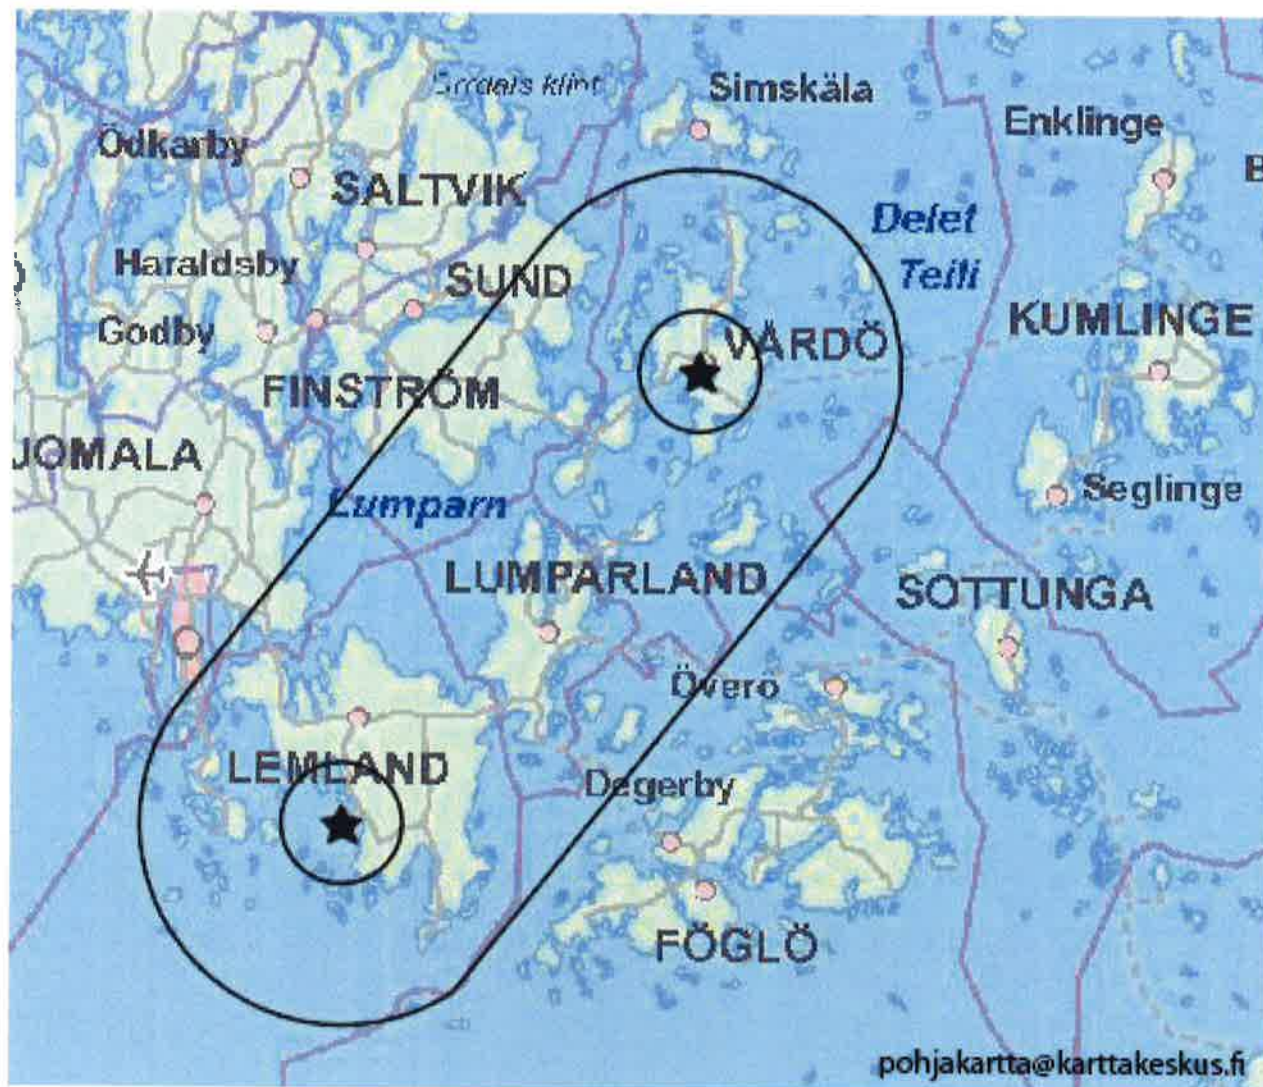 Simskäla
Enklinge
Ödkarby
SALTVIK
Delet
Teili
Haraldsby
SUND
Godby
VÅRDÖ
KUMLINGE
FINSTRÖM
JOMALA
Lumparn
Seglinge
LUMPARLAND
SOTTUNGA
Överö
LEMLAND
Degerby
FÖGLÖ
pohjakartta@karttakeskus.fi